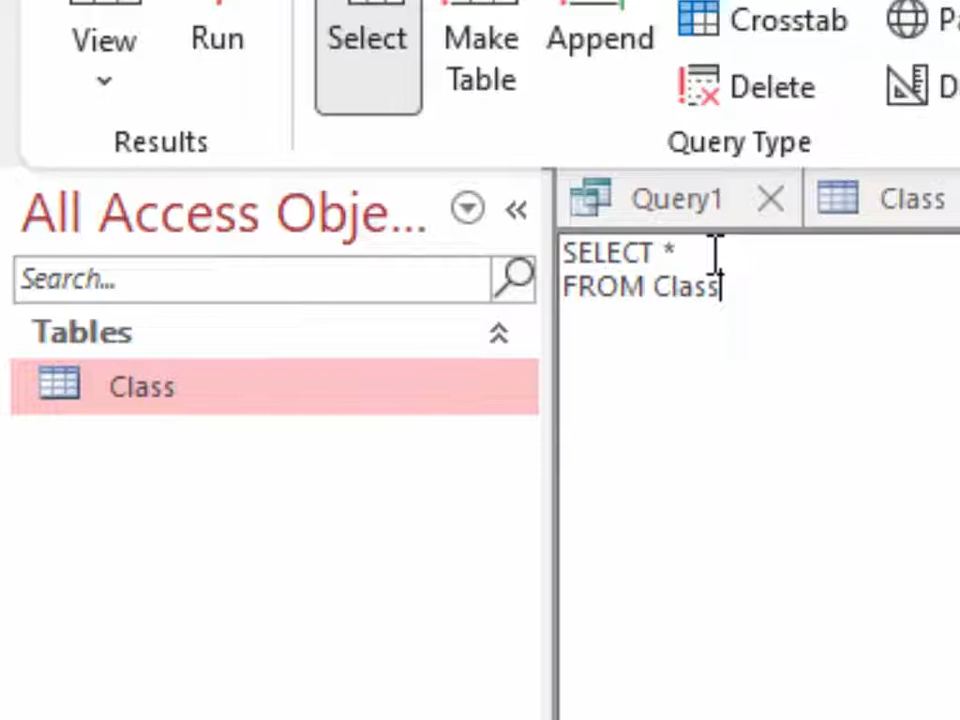 View
Run
Select
Make
Table
Append
Crosstab
Delete
Results
Query Type
All Access Obje...
Search...
Tables
Class
Query1
Class
SELECT *
FROM Class